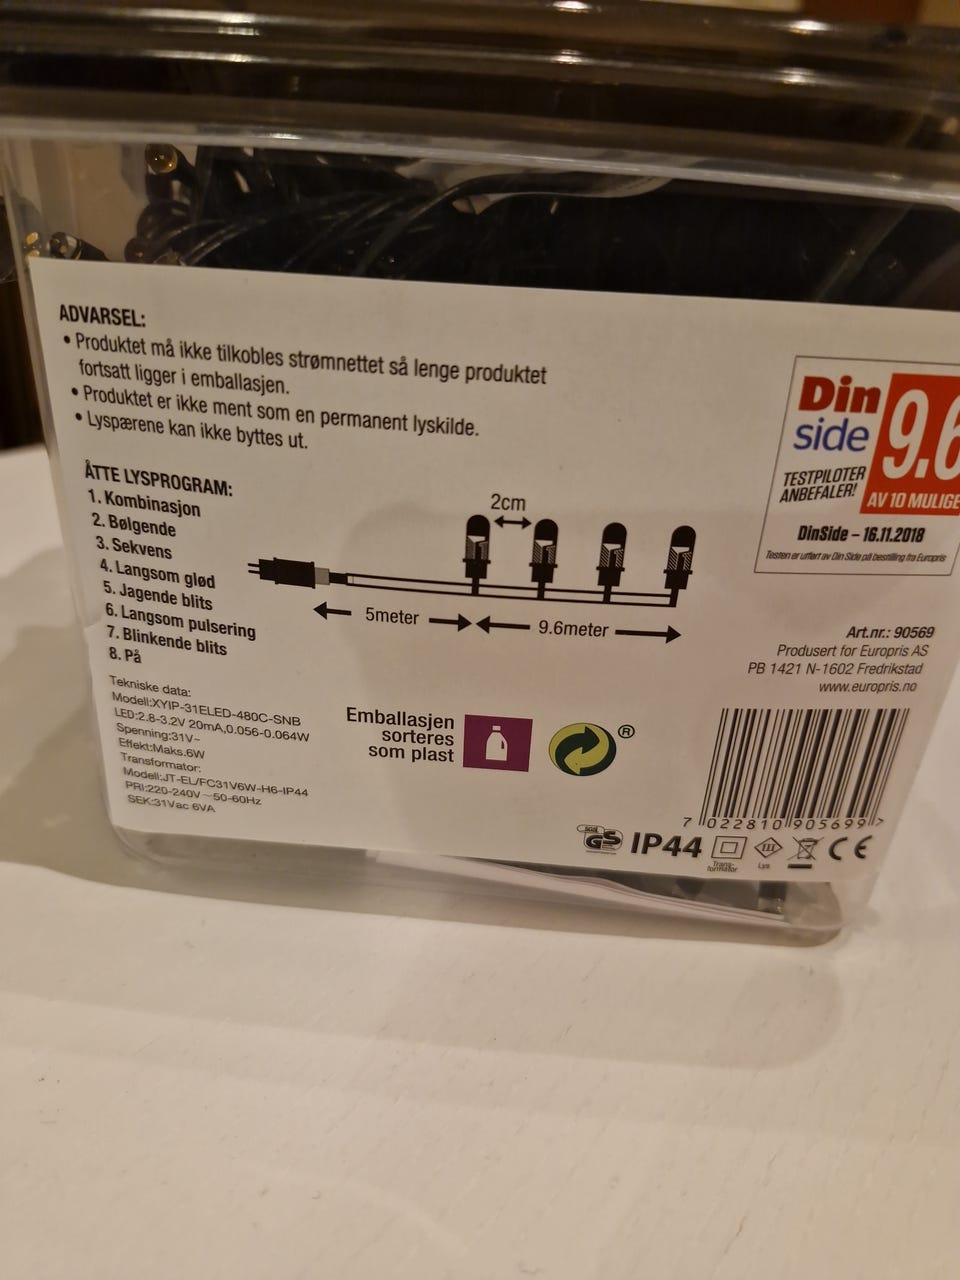 ADVARSEL:
• Produktet må ikke tilkobles strømnettet så lenge produktet
fortsatt ligger i emballasjen.
• Produktet er ikke ment som en permanent lyskilde.
• Lyspærene kan ikke byttes ut.
ÅTTE LYSPROGRAM:
1. Kombinasjon
2. Bølgende
3. Sekvens
4. Langsom glød
5. Jagende blits
6. Langsom pulsering
7. Blinkende blits
8. På
2cm
5meter
9.6meter
Din
side
9.6
TESTPILOTER
ANBEFALER!
AV 10 MULIGE
DinSide – 16.11.2018
Testen er utført av Din Side på bestilling fra Europris
Art.nr.: 90569
Produsert for Europris AS
PB 1421 N-1602 Fredrikstad
www.europris.no
Tekniske data:
Modell:XYIP-31ELED-480C-SNB
LED:2.8-3.2V 20mA,0.056-0.064W
Spenning:31V~
Effekt:Maks.6W
Transformator:
Modell:JT-EL/FC31V6W-H6-IP44
PRI:220-240V~50-60Hz
SEK:31Vac 6VA
Emballasjen
sorteres
som plast
®
7 022810 905699 >
GS
IP44
III
CE
Trans-
formator
Lys